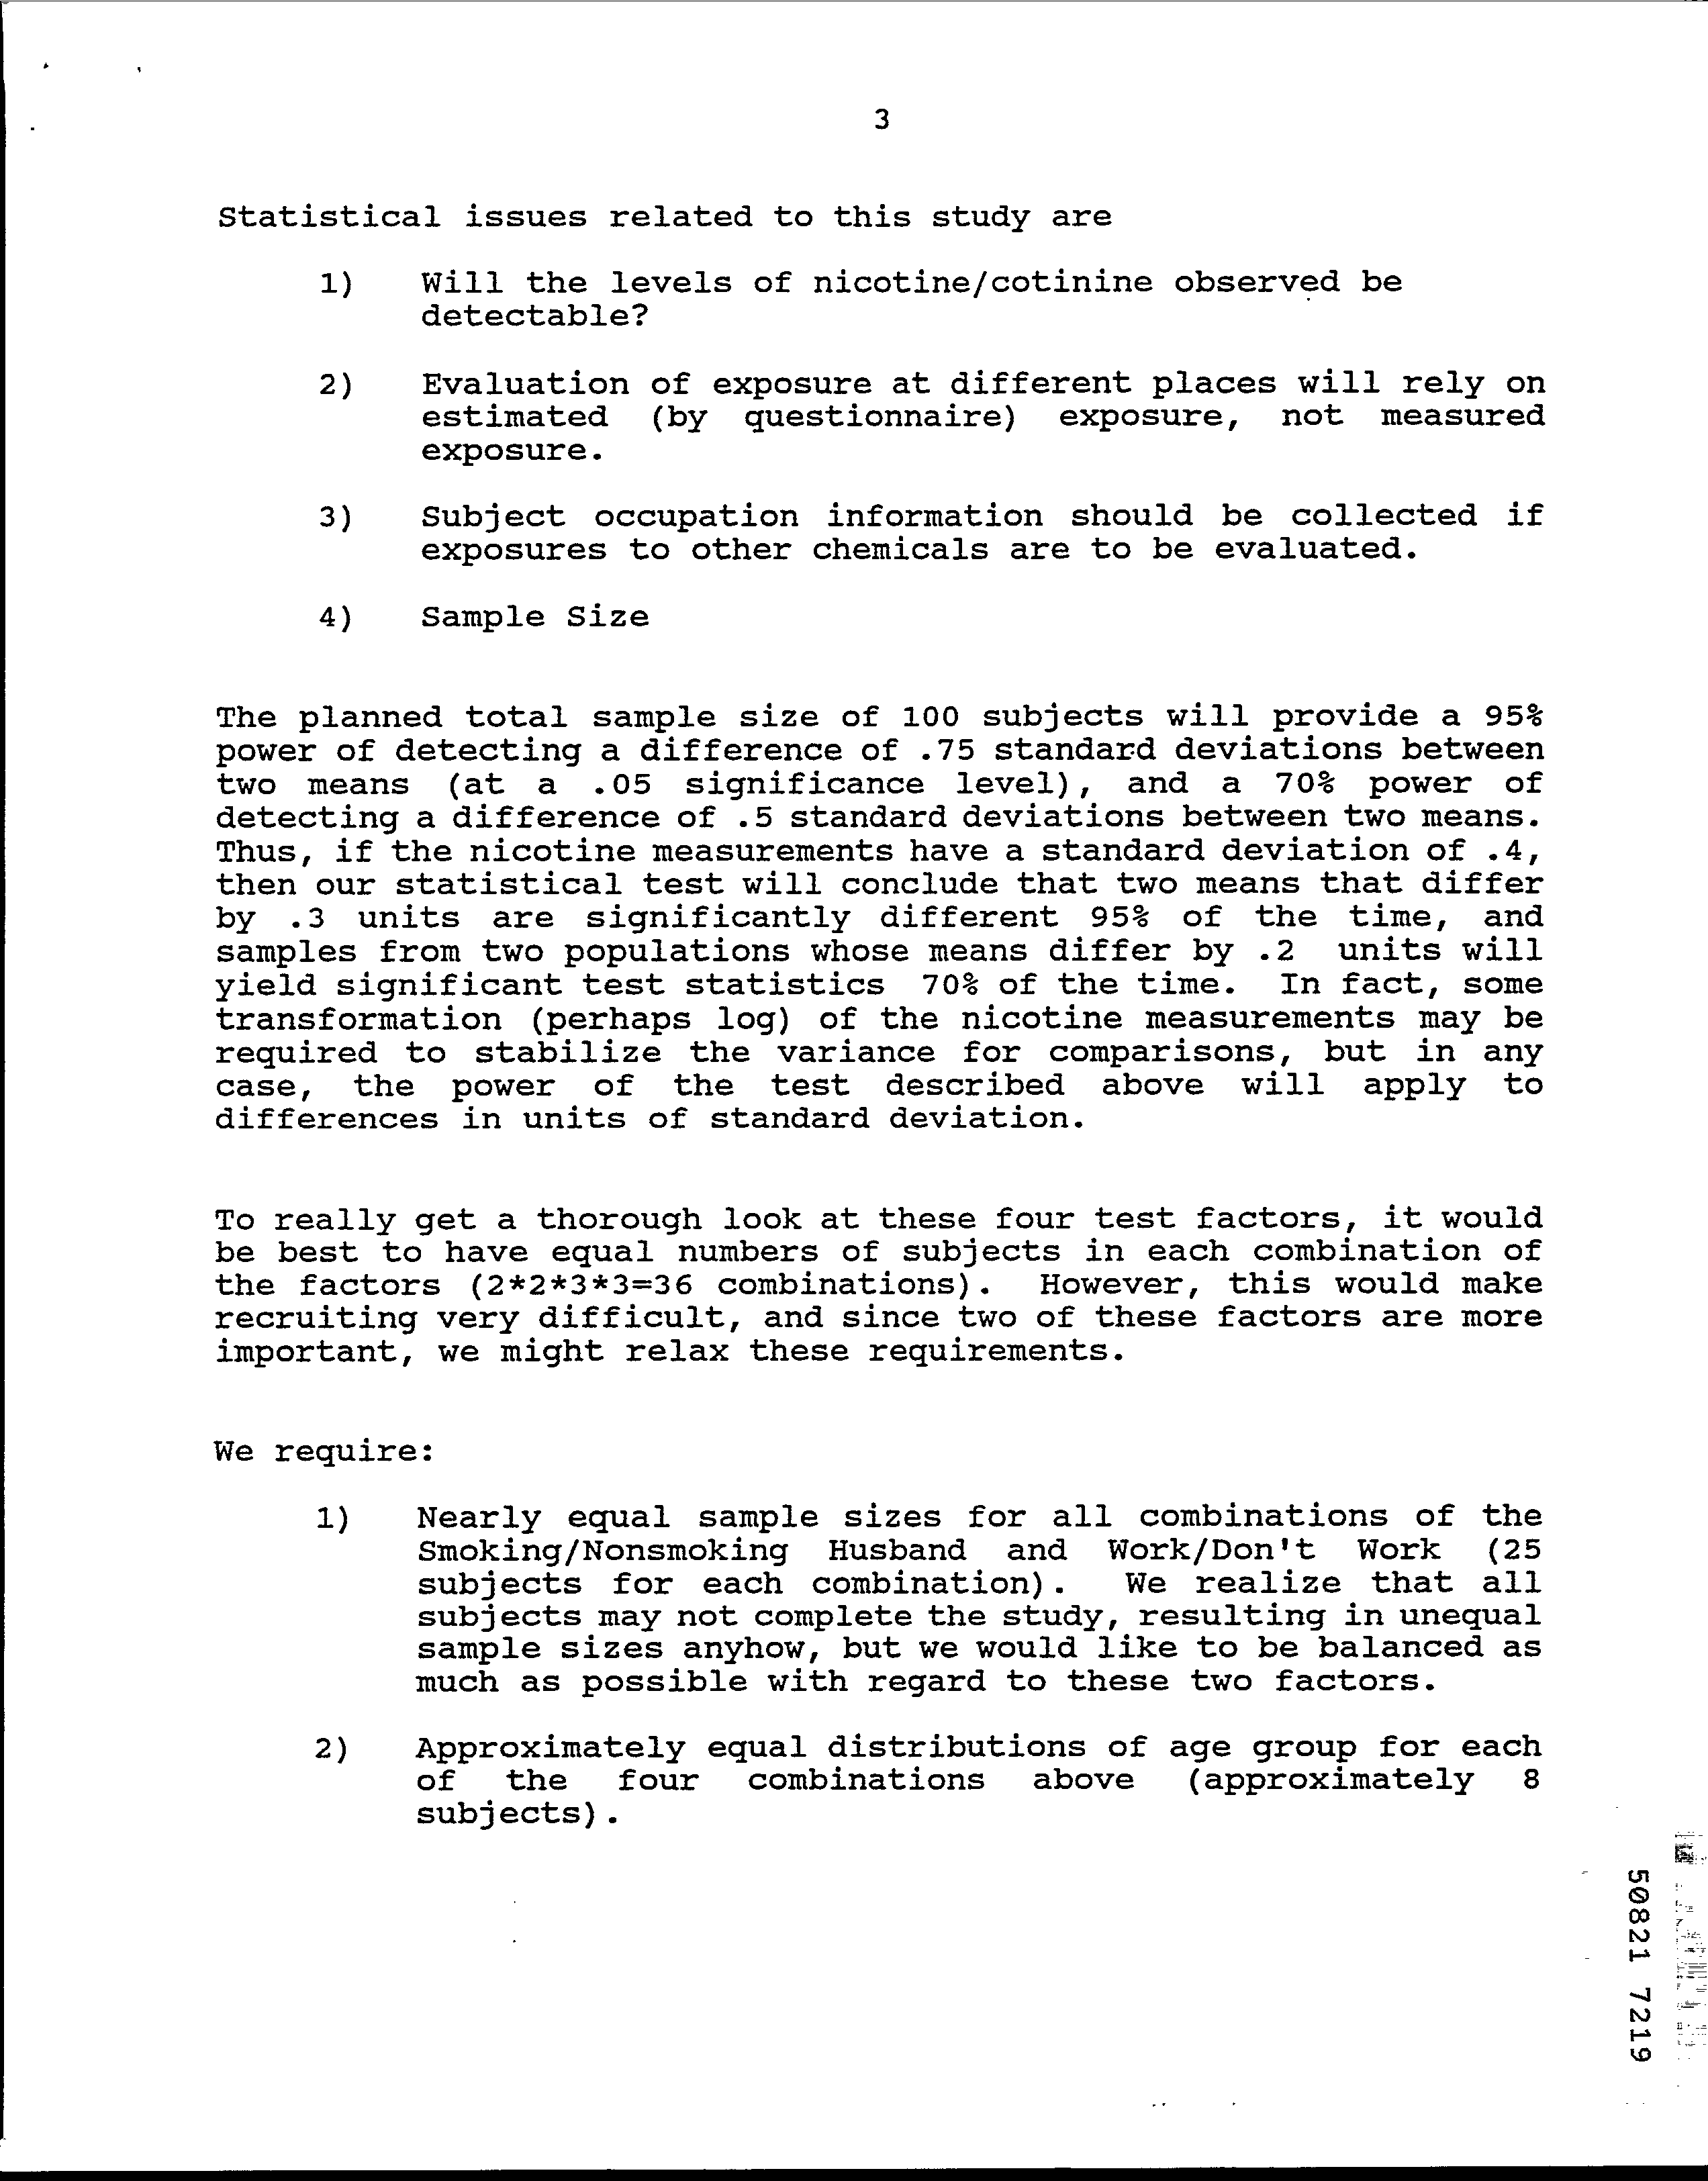 3
Statistical issues related to this study are
1) Will the levels of nicotine/cotinine observed be
detectable?
2) Evaluation of exposure at different places will rely on
estimated (by questionnaire) exposure, not measured
exposure.
3) Subject occupation information should be collected if
exposures to other chemicals are to be evaluated.
4) Sample Size
The planned total sample size of 100 subjects will provide a 95%
power of detecting a difference of .75 standard deviations between
two means (at a .05 significance level), and a 70% power of
detecting a difference of .5 standard deviations between two means.
Thus, if the nicotine measurements have a standard deviation of .4,
then our statistical test will conclude that two means that differ
by .3 units are significantly different 95% of the time, and
samples from two populations whose means differ by .2 units will
yield significant test statistics 70% of the time. In fact, some
transformation (perhaps log) of the nicotine measurements may be
required to stabilize the variance for comparisons, but in any
case, the power of the test described above will apply to
differences in units of standard deviation.
To really get a thorough look at these four test factors, it would
be best to have equal numbers of subjects in each combination of
the factors (2*2*3*3=36 combinations). However, this would make
recruiting very difficult, and since two of these factors are more
important, we might relax these requirements.
We require:
1) Nearly equal sample sizes for all combinations of the
Smoking/Nonsmoking Husband and Work/Don't Work (25
subjects for each combination). We realize that all
subjects may not complete the study, resulting in unequal
sample sizes anyhow, but we would like to be balanced as
much as possible with regard to these two factors.
2) Approximately equal distributions of age group for each
of the four combinations above (approximately 8
subjects).
50821 7219